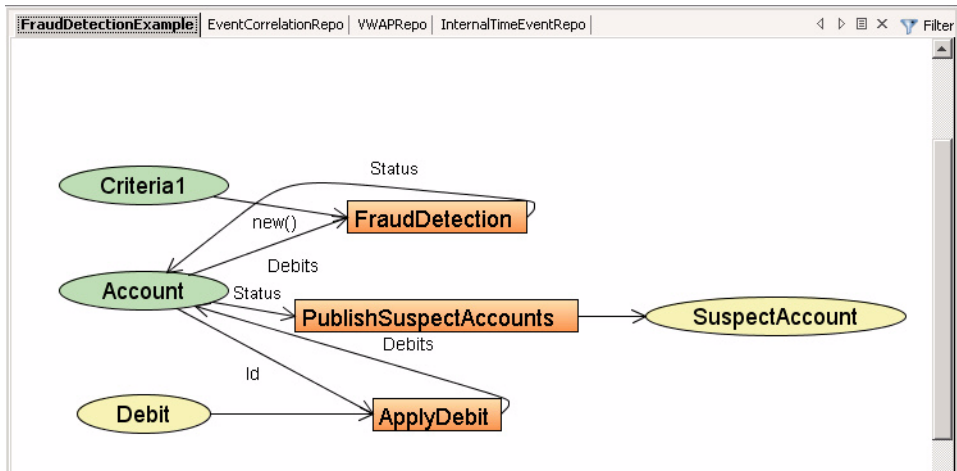 FraudDetectionExample EventCorrelationRepo VWAPRepo InternalTimeEventRepo Filter
Status
Criteria1
new()
FraudDetection
Debits
Account
Status
PublishSuspectAccounts
SuspectAccount
Debits
Id
Debit
ApplyDebit